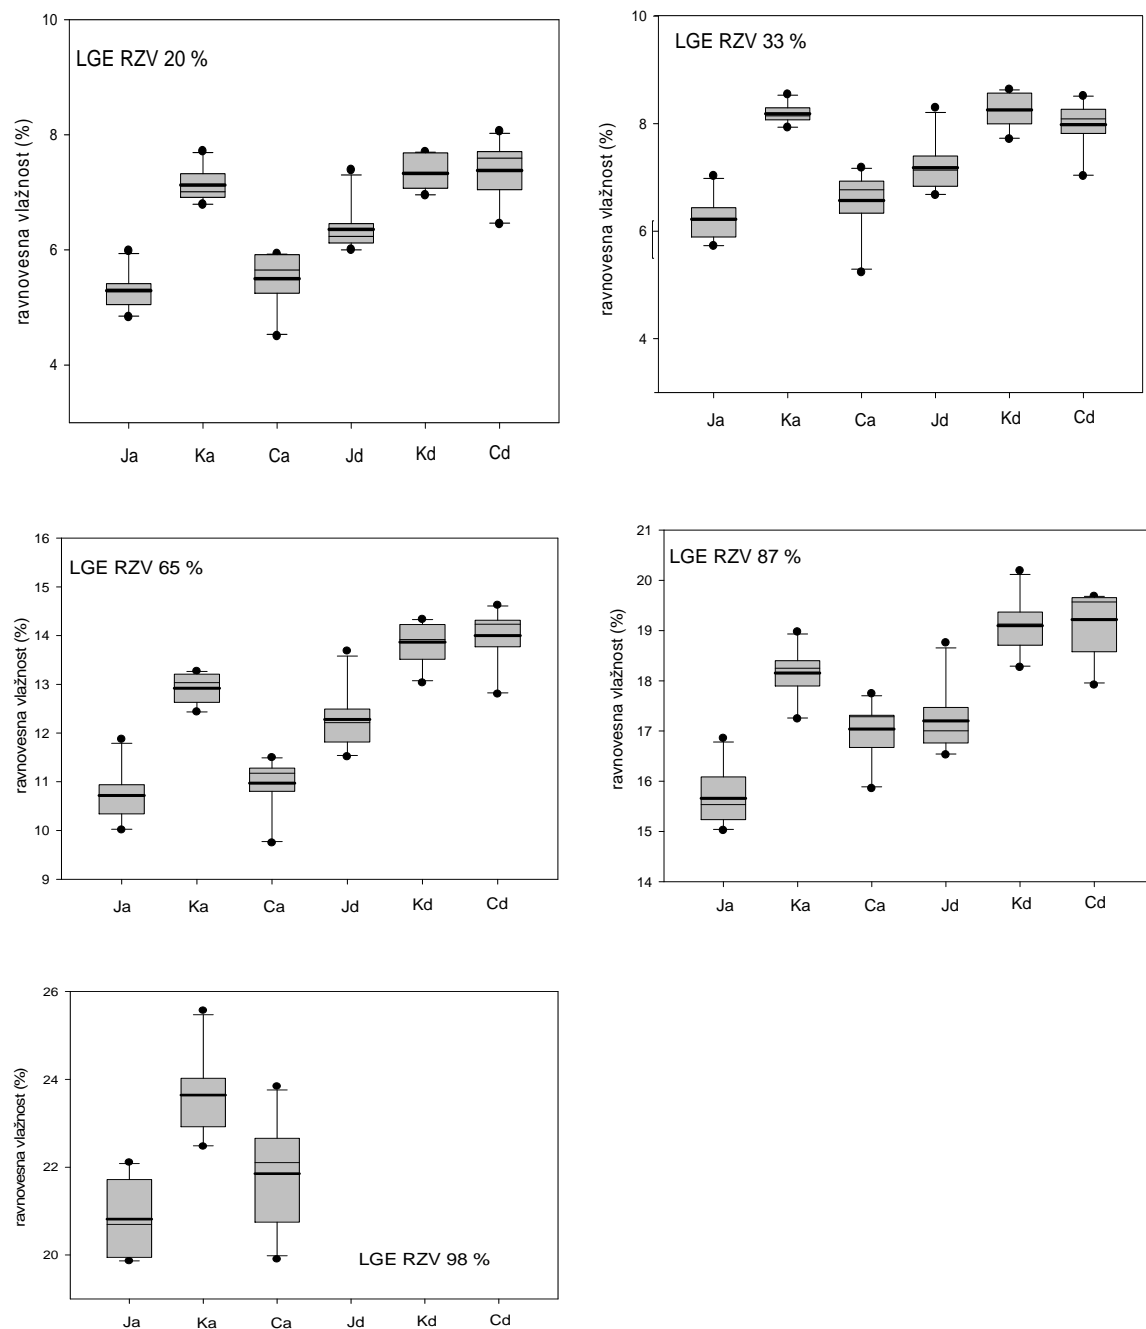 LGE RZV 20 %
ravnovesna vlažnost (%)
10
8
6
4
Ja Ka Ca Jd Kd Cd
LGE RZV 33 %
ravnovesna vlažnost (%)
10
8
6
4
Ja Ka Ca Jd Kd Cd
LGE RZV 65 %
ravnovesna vlažnost (%)
16
15
14
13
12
11
10
9
Ja Ka Ca Jd Kd Cd
LGE RZV 87 %
ravnovesna vlažnost (%)
21
20
19
18
17
16
15
14
Ja Ka Ca Jd Kd Cd
ravnovesna vlažnost (%)
26
24
22
20
LGE RZV 98 %
Ja Ka Ca Jd Kd Cd